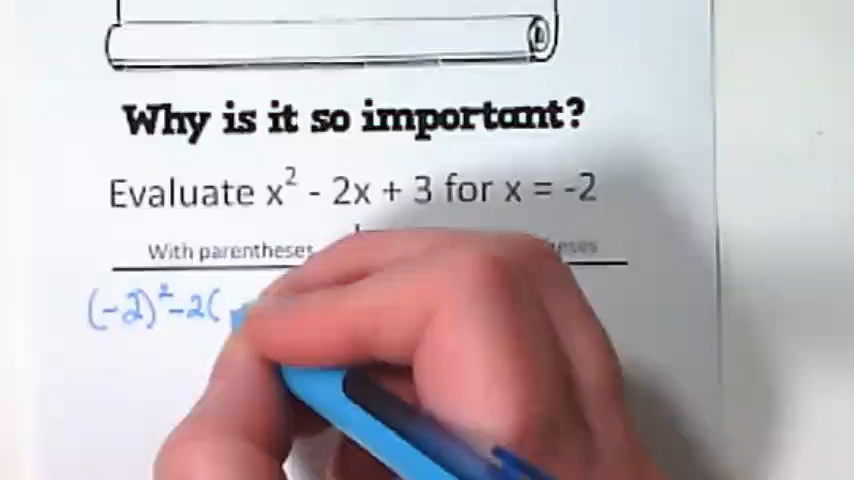 Why is it so important?
Evaluate x² - 2x + 3 for x = -2
With parentheses
(-2)² -2(